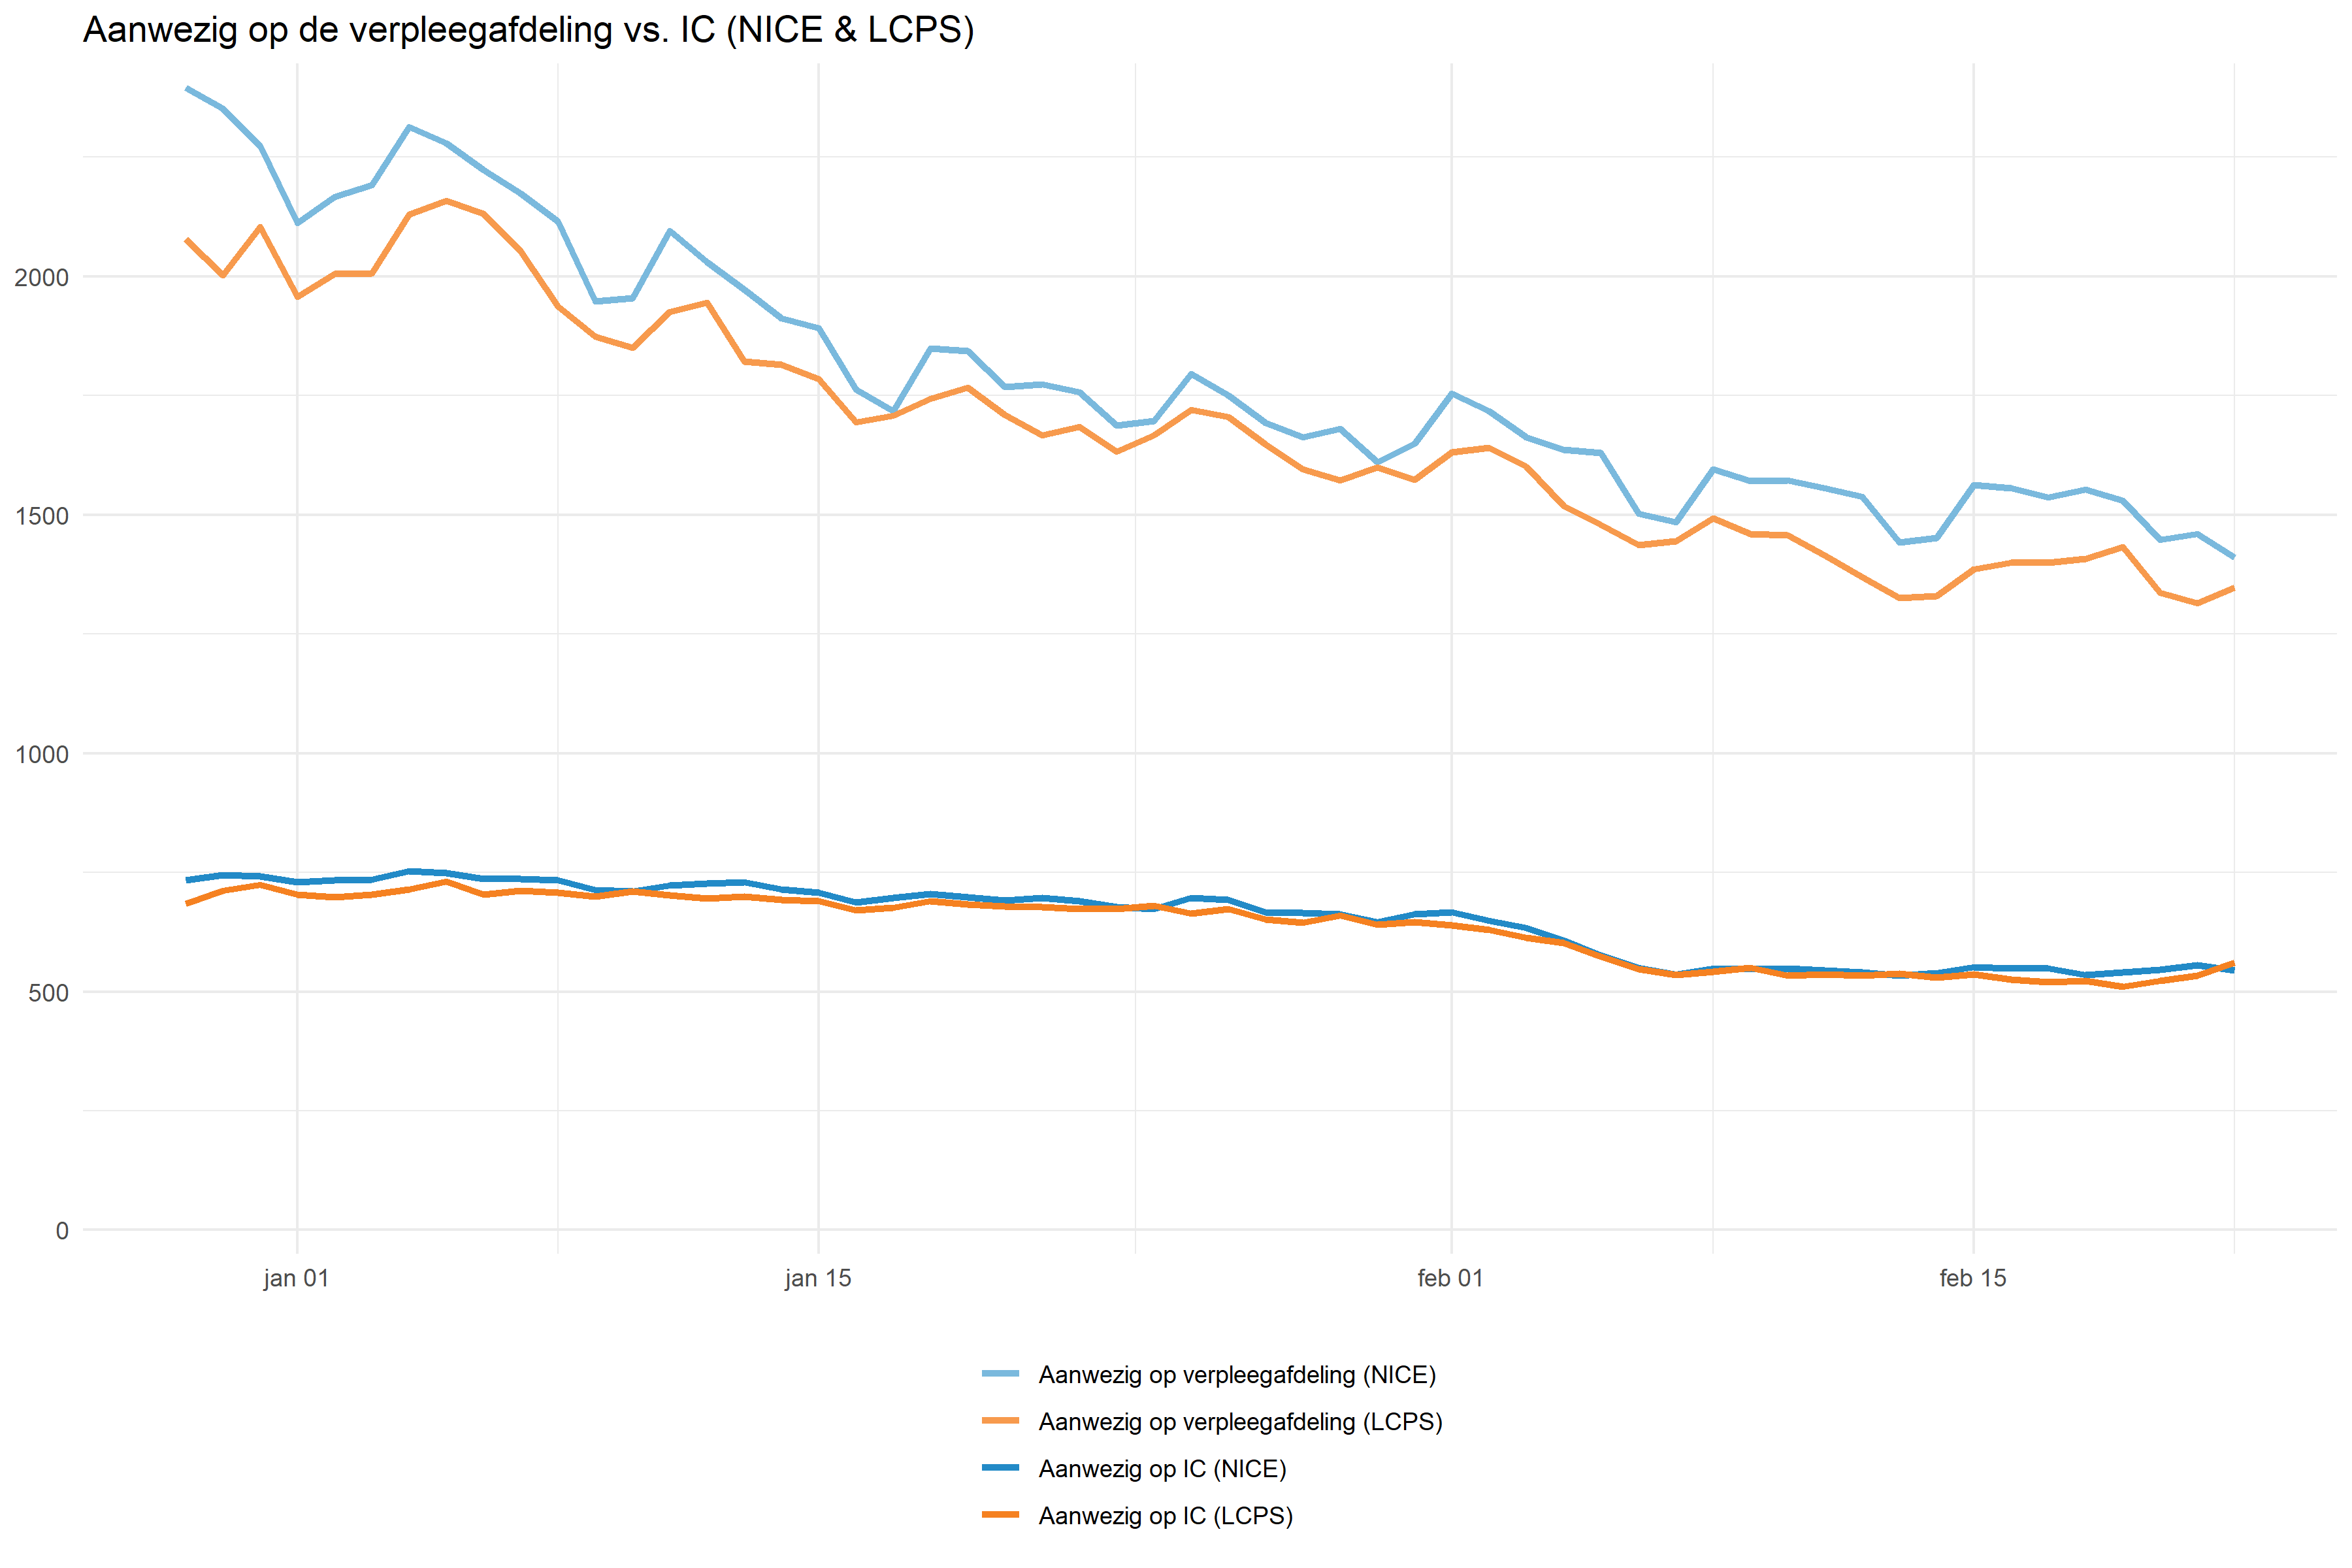 Aanwezig op de verpleegafdeling vs. IC (NICE & LCPS)
2000
1500
1000
500
0
jan 01
jan 15
feb 01
feb 15
Aanwezig op verpleegafdeling (NICE)
Aanwezig op verpleegafdeling (LCPS)
Aanwezig op IC (NICE)
Aanwezig op IC (LCPS)